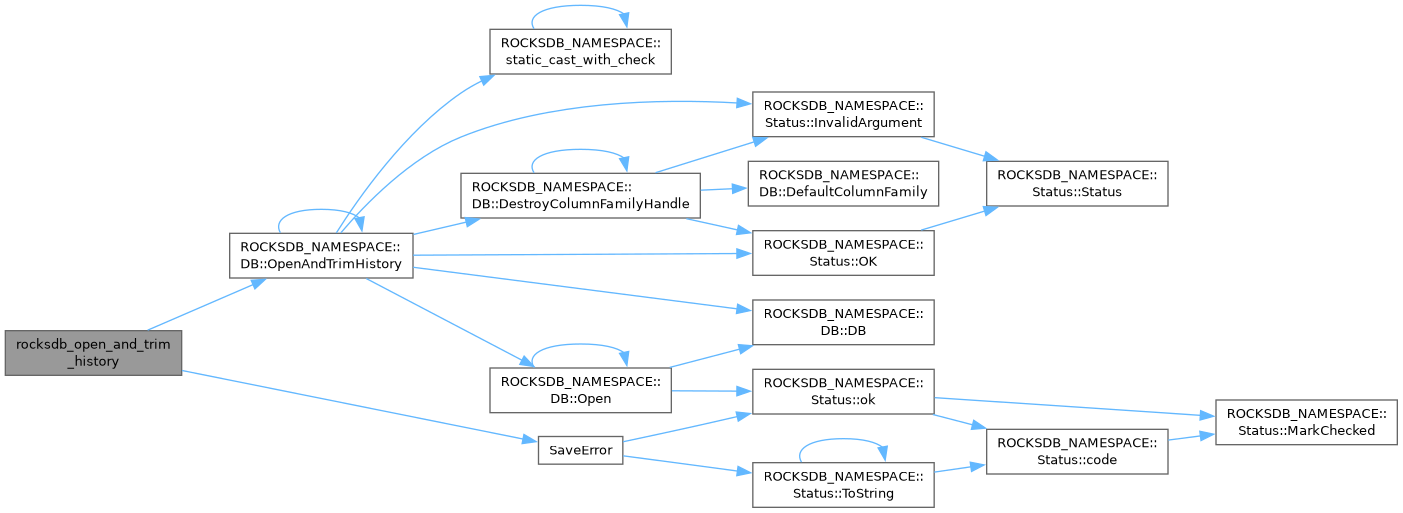 ROCKSDB_NAMESPACE::
static_cast_with_check
ROCKSDB_NAMESPACE::
Status::InvalidArgument
ROCKSDB_NAMESPACE::
DB::DefaultColumnFamily
ROCKSDB_NAMESPACE::
Status::Status
ROCKSDB_NAMESPACE::
DB::DestroyColumnFamilyHandle
ROCKSDB_NAMESPACE::
DB::OpenAndTrimHistory
ROCKSDB_NAMESPACE::
Status::OK
ROCKSDB_NAMESPACE::
DB::DB
rocksdb_open_and_trim
_history
ROCKSDB_NAMESPACE::
DB::Open
ROCKSDB_NAMESPACE::
Status::ok
ROCKSDB_NAMESPACE::
Status::MarkChecked
SaveError
ROCKSDB_NAMESPACE::
Status::code
ROCKSDB_NAMESPACE::
Status::ToString